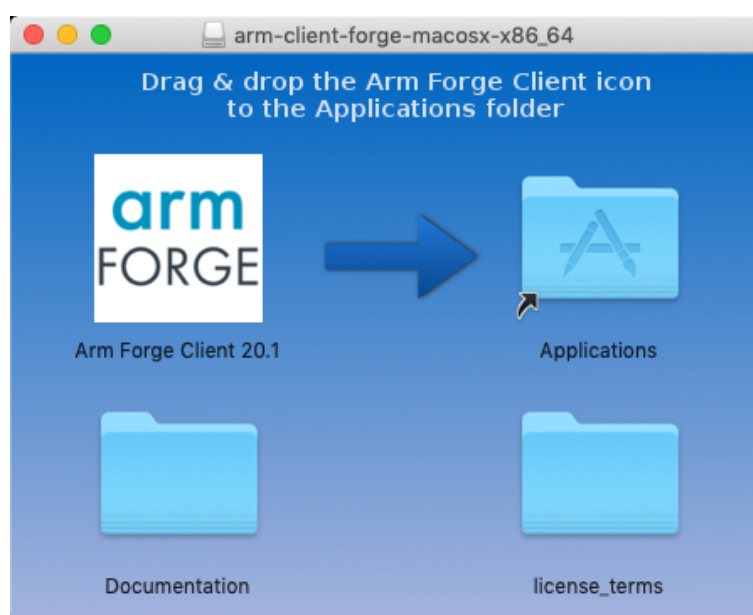 arm-client-forge-macosx-x86_64
Drag & drop the Arm Forge Client icon
to the Applications folder
arm
FORGE
Arm Forge Client 20.1
Applications
Documentation
license_terms